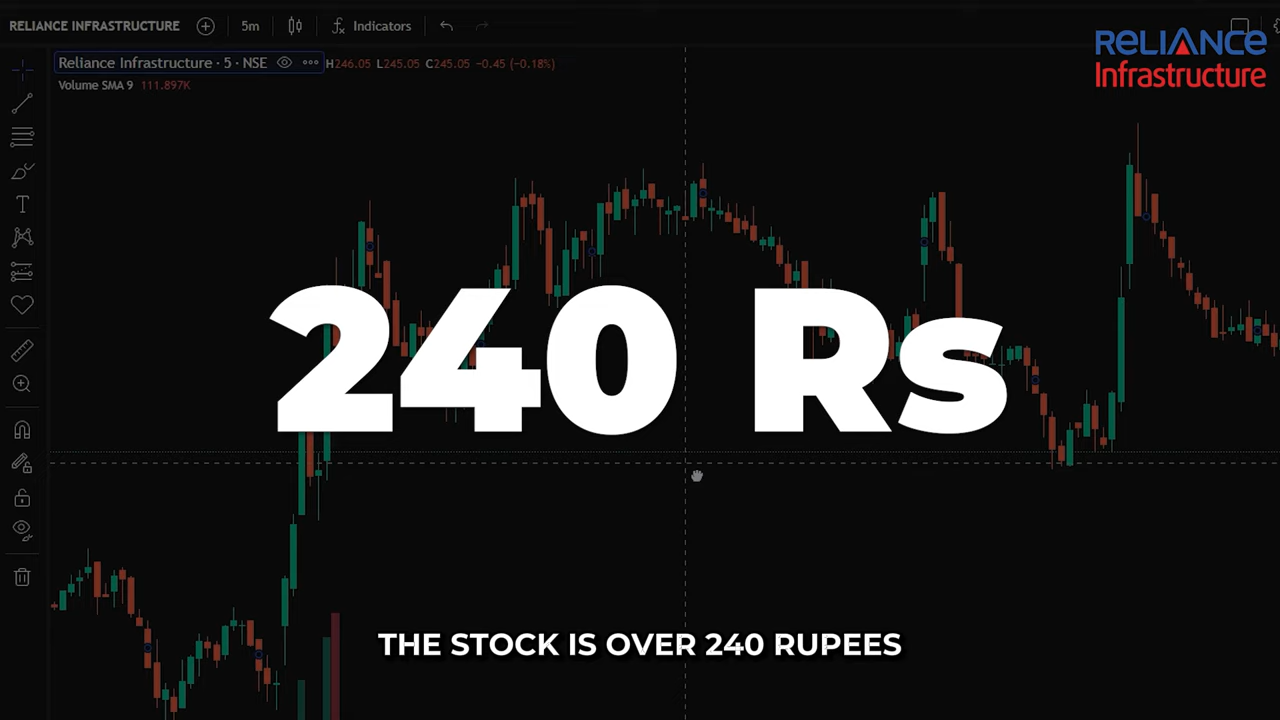 RELIANCE INFRASTRUCTURE 5m Indicators
RELIANCE
Infrastructure
Reliance Infrastructure · 5 · NSE H246.05 L245.05 C245.05 −0.45 (−0.18%)
Volume SMA 9 111.897K
240 Rs
THE STOCK IS OVER 240 RUPEES